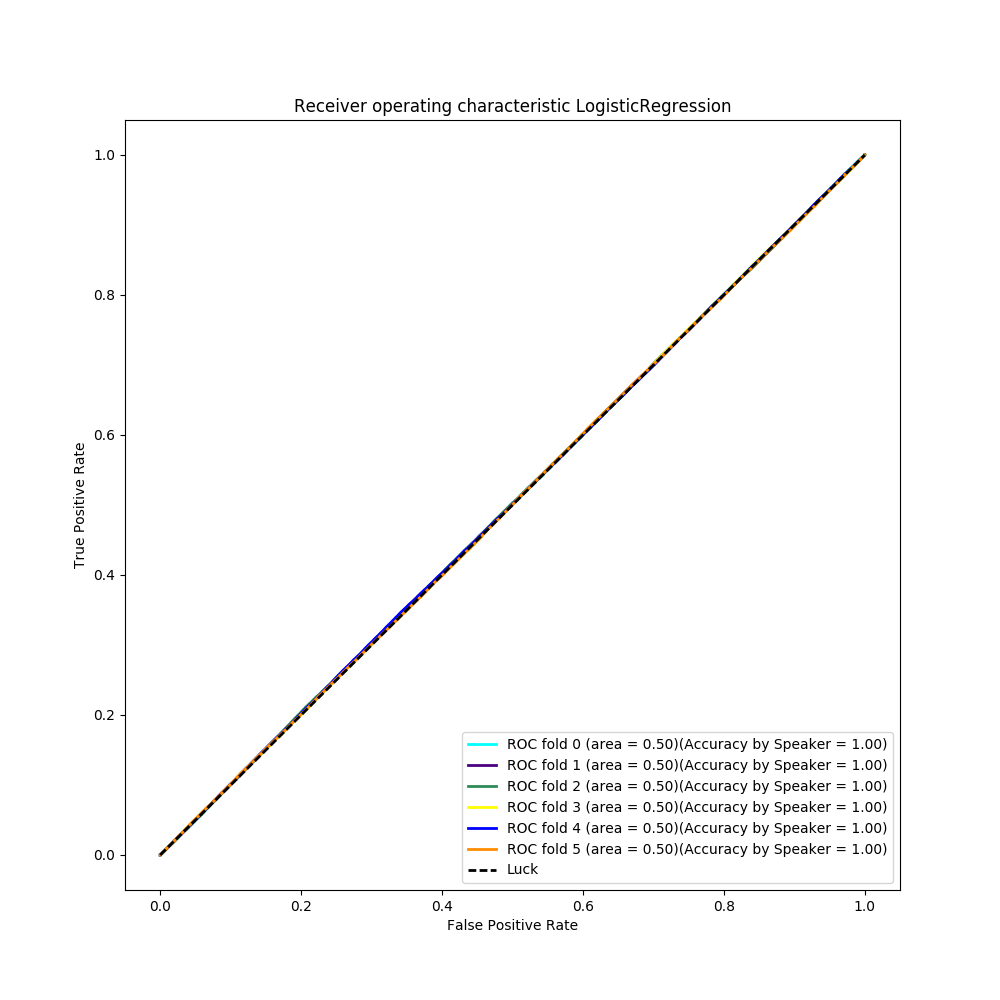 Receiver operating characteristic LogisticRegression
1.0
0.8
0.6
0.4
0.2
0.0
True Positive Rate
0.0 0.2 0.4 0.6 0.8 1.0
False Positive Rate
ROC fold 0 (area = 0.50)(Accuracy by Speaker = 1.00)
ROC fold 1 (area = 0.50)(Accuracy by Speaker = 1.00)
ROC fold 2 (area = 0.50)(Accuracy by Speaker = 1.00)
ROC fold 3 (area = 0.50)(Accuracy by Speaker = 1.00)
ROC fold 4 (area = 0.50)(Accuracy by Speaker = 1.00)
ROC fold 5 (area = 0.50)(Accuracy by Speaker = 1.00)
Luck